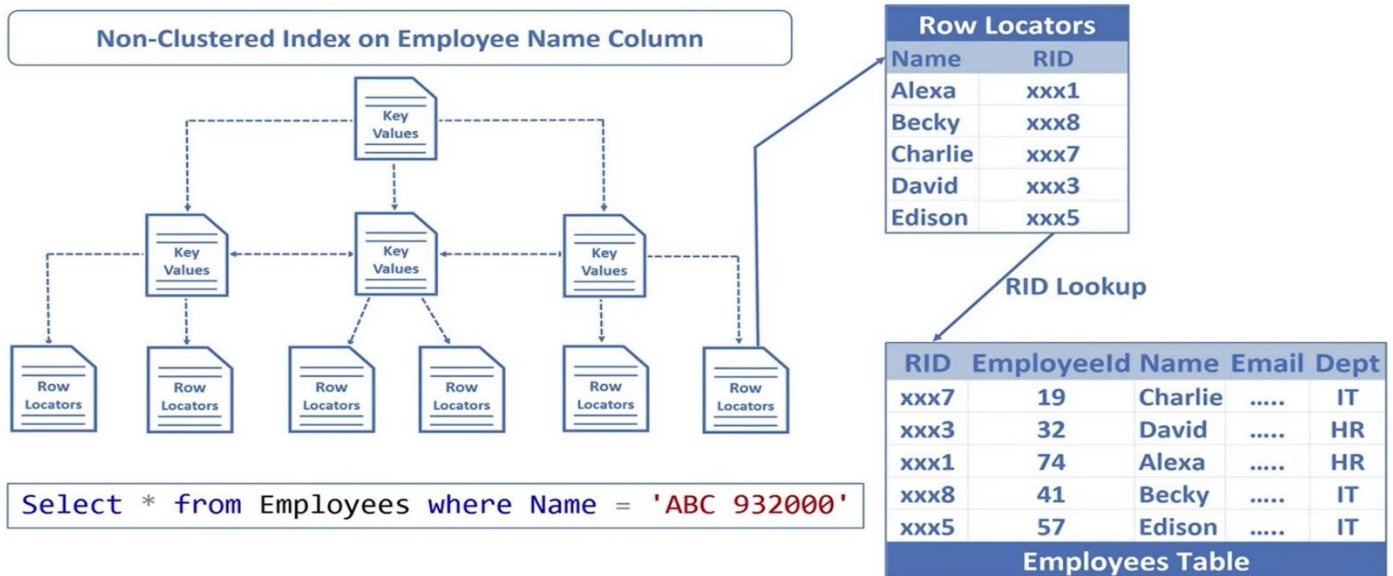 Non-Clustered Index on Employee Name Column
Key
Values
Key
Values
Key
Values
Key
Values
Row
Locators
Row
Locators
Row
Locators
Row
Locators
Row
Locators
Row
Locators
Select * from Employees where Name = 'ABC 932000'
Row Locators
Name RID
Alexa xxx1
Becky xxx8
Charlie xxx7
David xxx3
Edison xxx5
RID Lookup
RID EmployeeId Name Email Dept
xxx7 19 Charlie ..... IT
xxx3 32 David ..... HR
xxx1 74 Alexa ..... HR
xxx8 41 Becky ..... IT
xxx5 57 Edison ..... IT
Employees Table